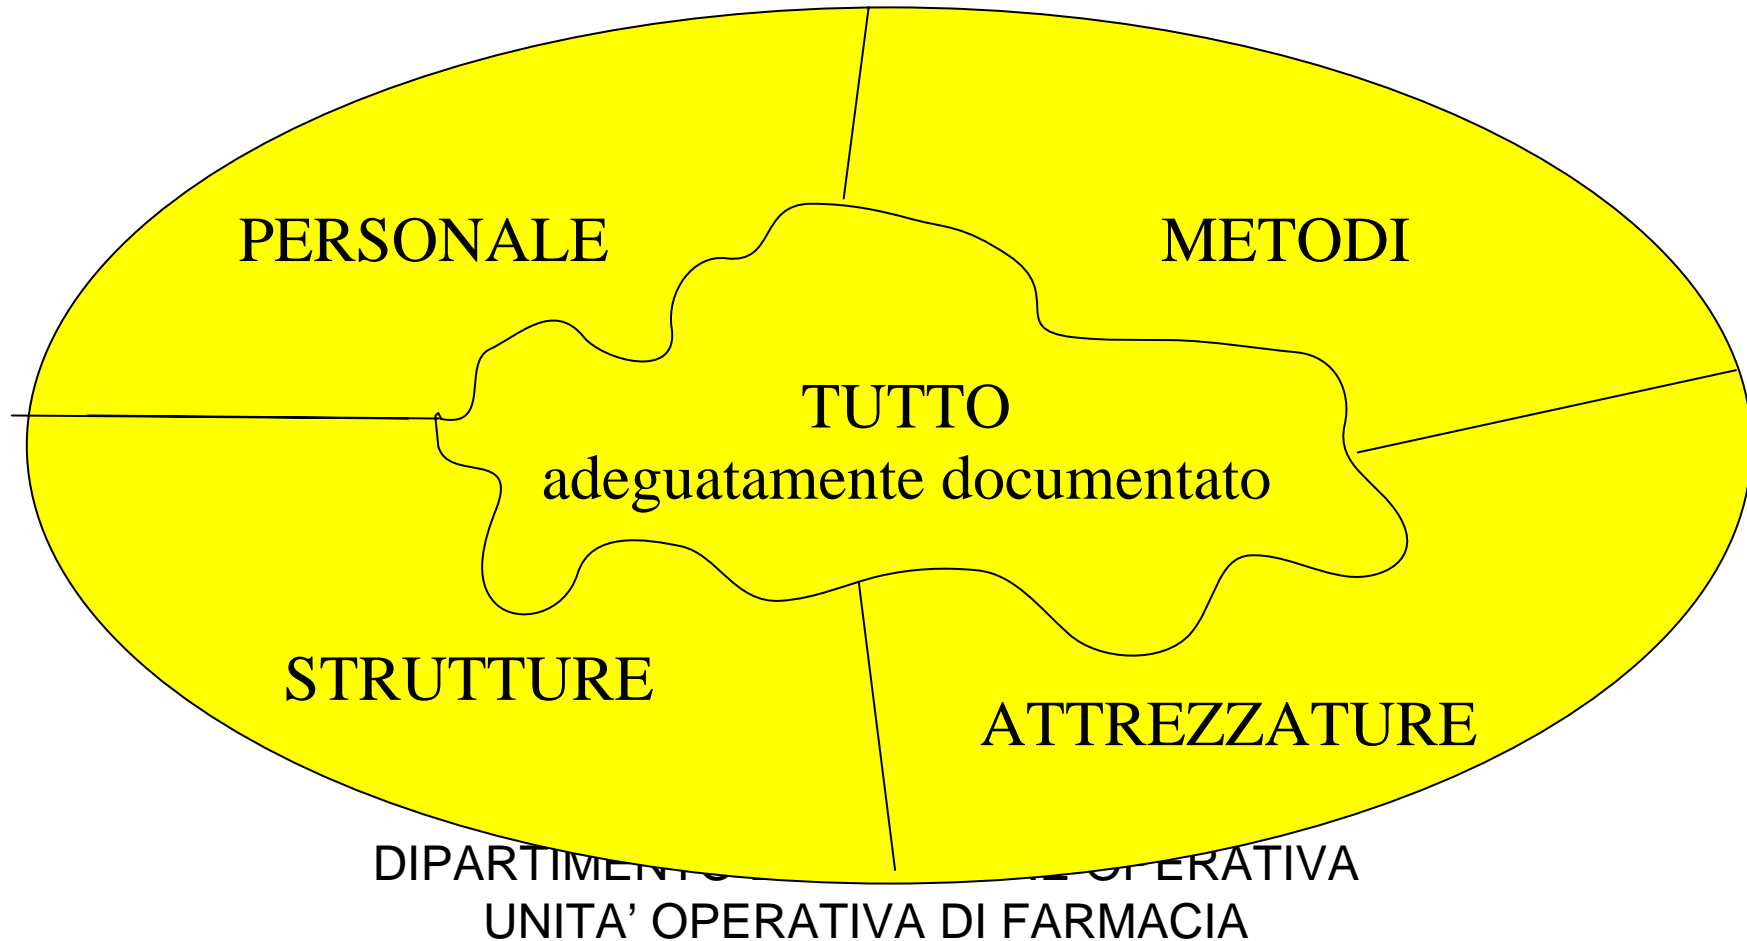 PERSONALE
METODI
TUTTO
adeguatamente documentato
STRUTTURE
ATTREZZATURE
DIPARTIMENTO OPERATIVA
UNITA’ OPERATIVA DI FARMACIA